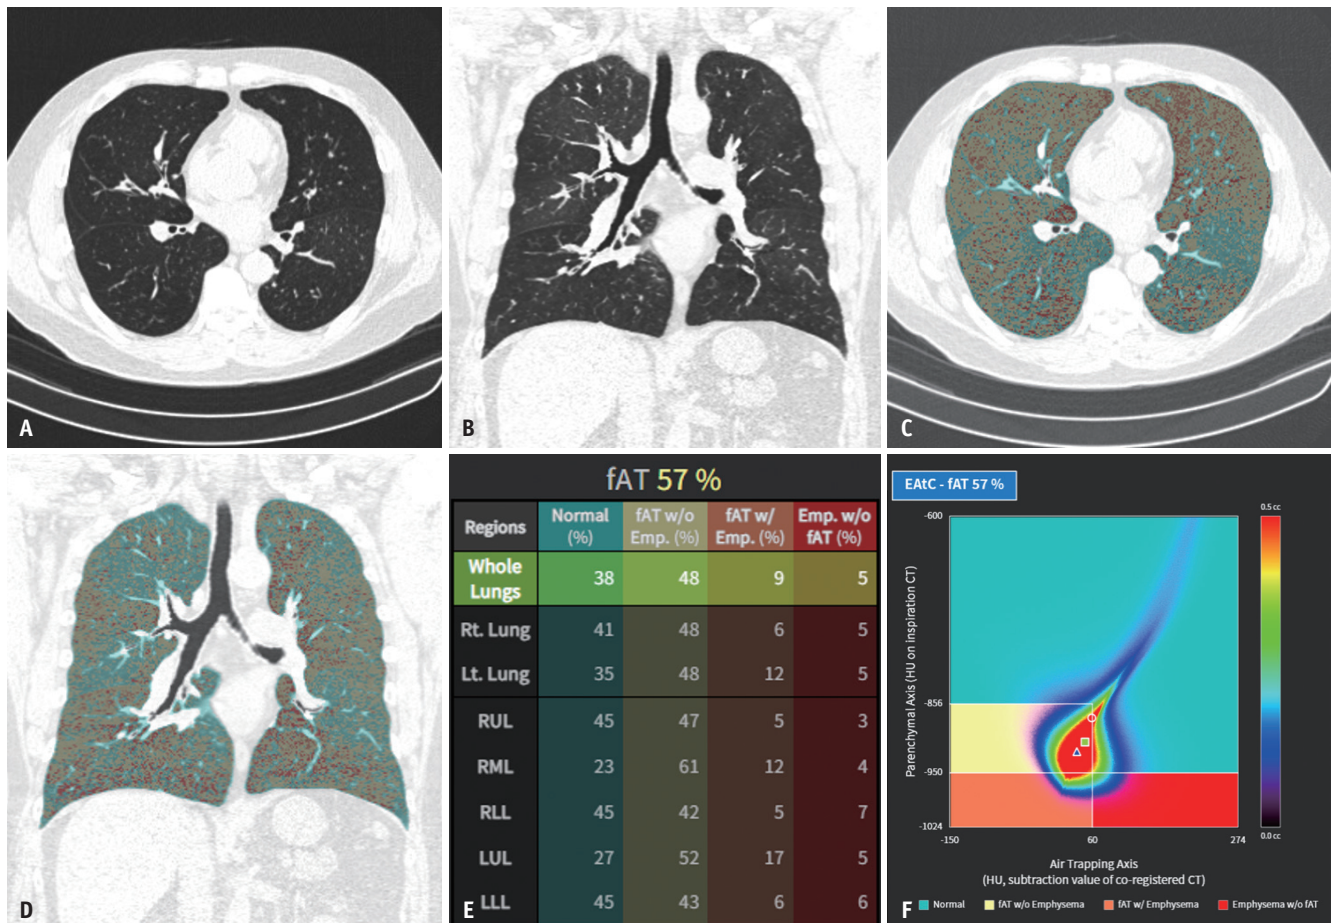 A
B
C
D
fAT 57 %
Regions Normal (%) fAT w/o Emp. (%) fAT w/ Emp. (%) Emp. w/o fAT (%)
Whole Lungs 38 48 9 5
Rt. Lung 41 48 6 5
Lt. Lung 35 48 12 5
RUL 45 47 5 3
RML 23 61 12 4
RLL 45 42 5 7
LUL 27 52 17 5
LLL 45 43 6 6
E
EAtC - fAT 57 %
-600
-856
-950
-1024
Parenchymal Axis (HU on inspiration CT)
-150 60 274
Air Trapping Axis
(HU, subtraction value of co-registered CT)
0.5 cc
0.0 cc
Normal fAT w/o Emphysema fAT w/ Emphysema Emphysema w/o fAT
F